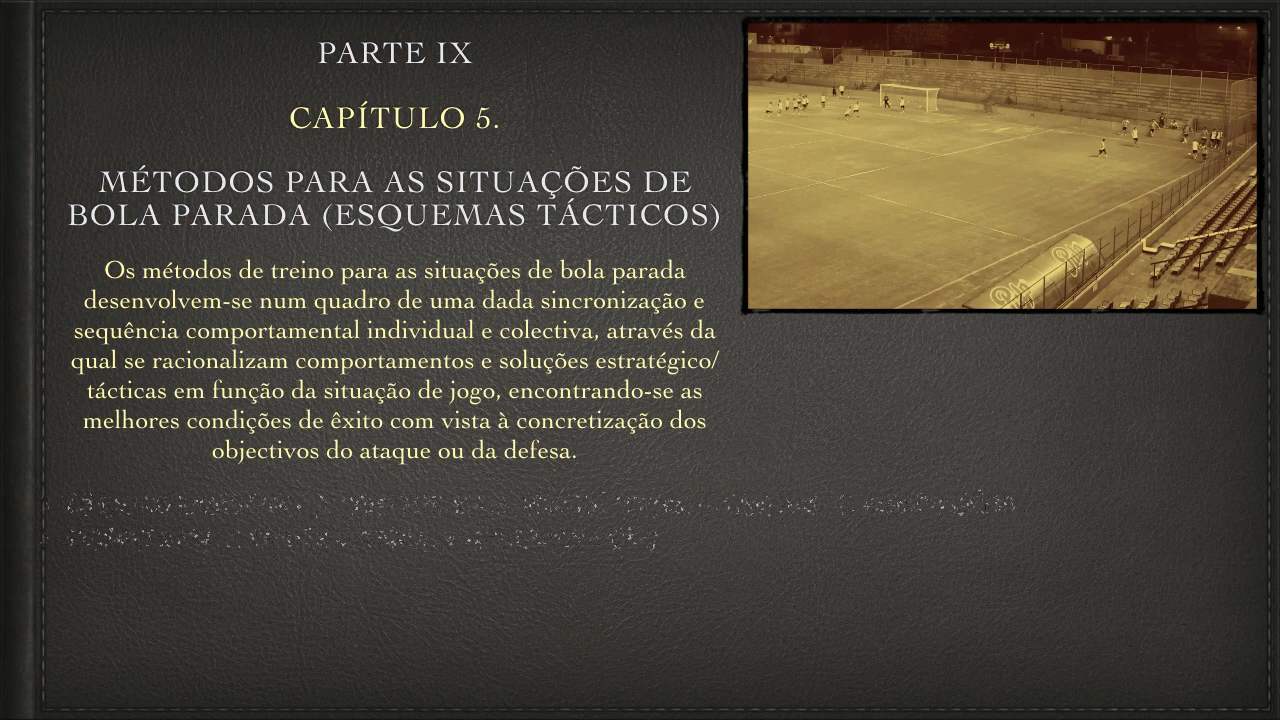 PARTE IX
CAPÍTULO 5.
MÉTODOS PARA AS SITUAÇÕES DE
BOLA PARADA (ESQUEMAS TÁCTICOS)
Os métodos de treino para as situações de bola parada
desenvolvem-se num quadro de uma dada sincronização e
sequência comportamental individual e colectiva, através da
qual se racionalizam comportamentos e soluções estratégico/
tácticas em função da situação de jogo, encontrando-se as
melhores condições de êxito com vista à concretização dos
objectivos do ataque ou da defesa.